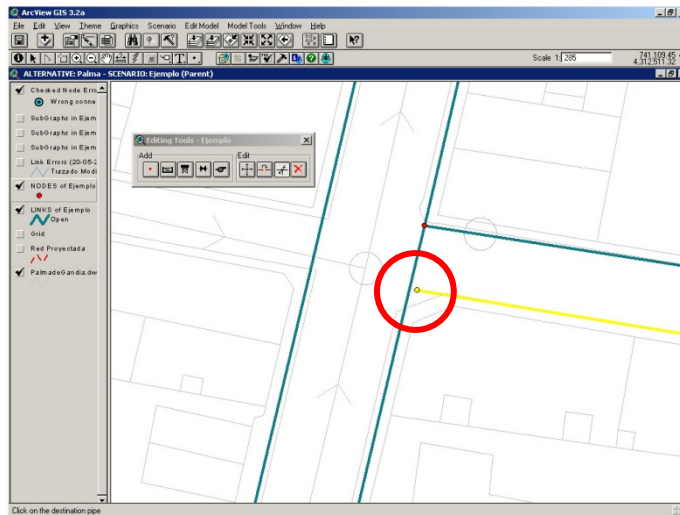 ArcView GIS 3.2a
File Edit View Theme Graphics Scenario Edit Model Model Tools Window Help
Scale 1: 285
741,109.45
4,312,511.32
ALTERNATIVE: Palma - SCENARIO: Ejemplo (Parent)
Checked Node Erro
Wrong conne
SubGraphs in Ejem
SubGraphs in Ejem
SubGraphs in Ejem
Link Errors (20-05-2
Trazado Modi
NODES of Ejemplo
LINKS of Ejemplo
Open
Grid
Red Proyectada
PalmadeGandia.dw
Editing Tools - Ejemplo
Add
Edit
Click on the destination pipe